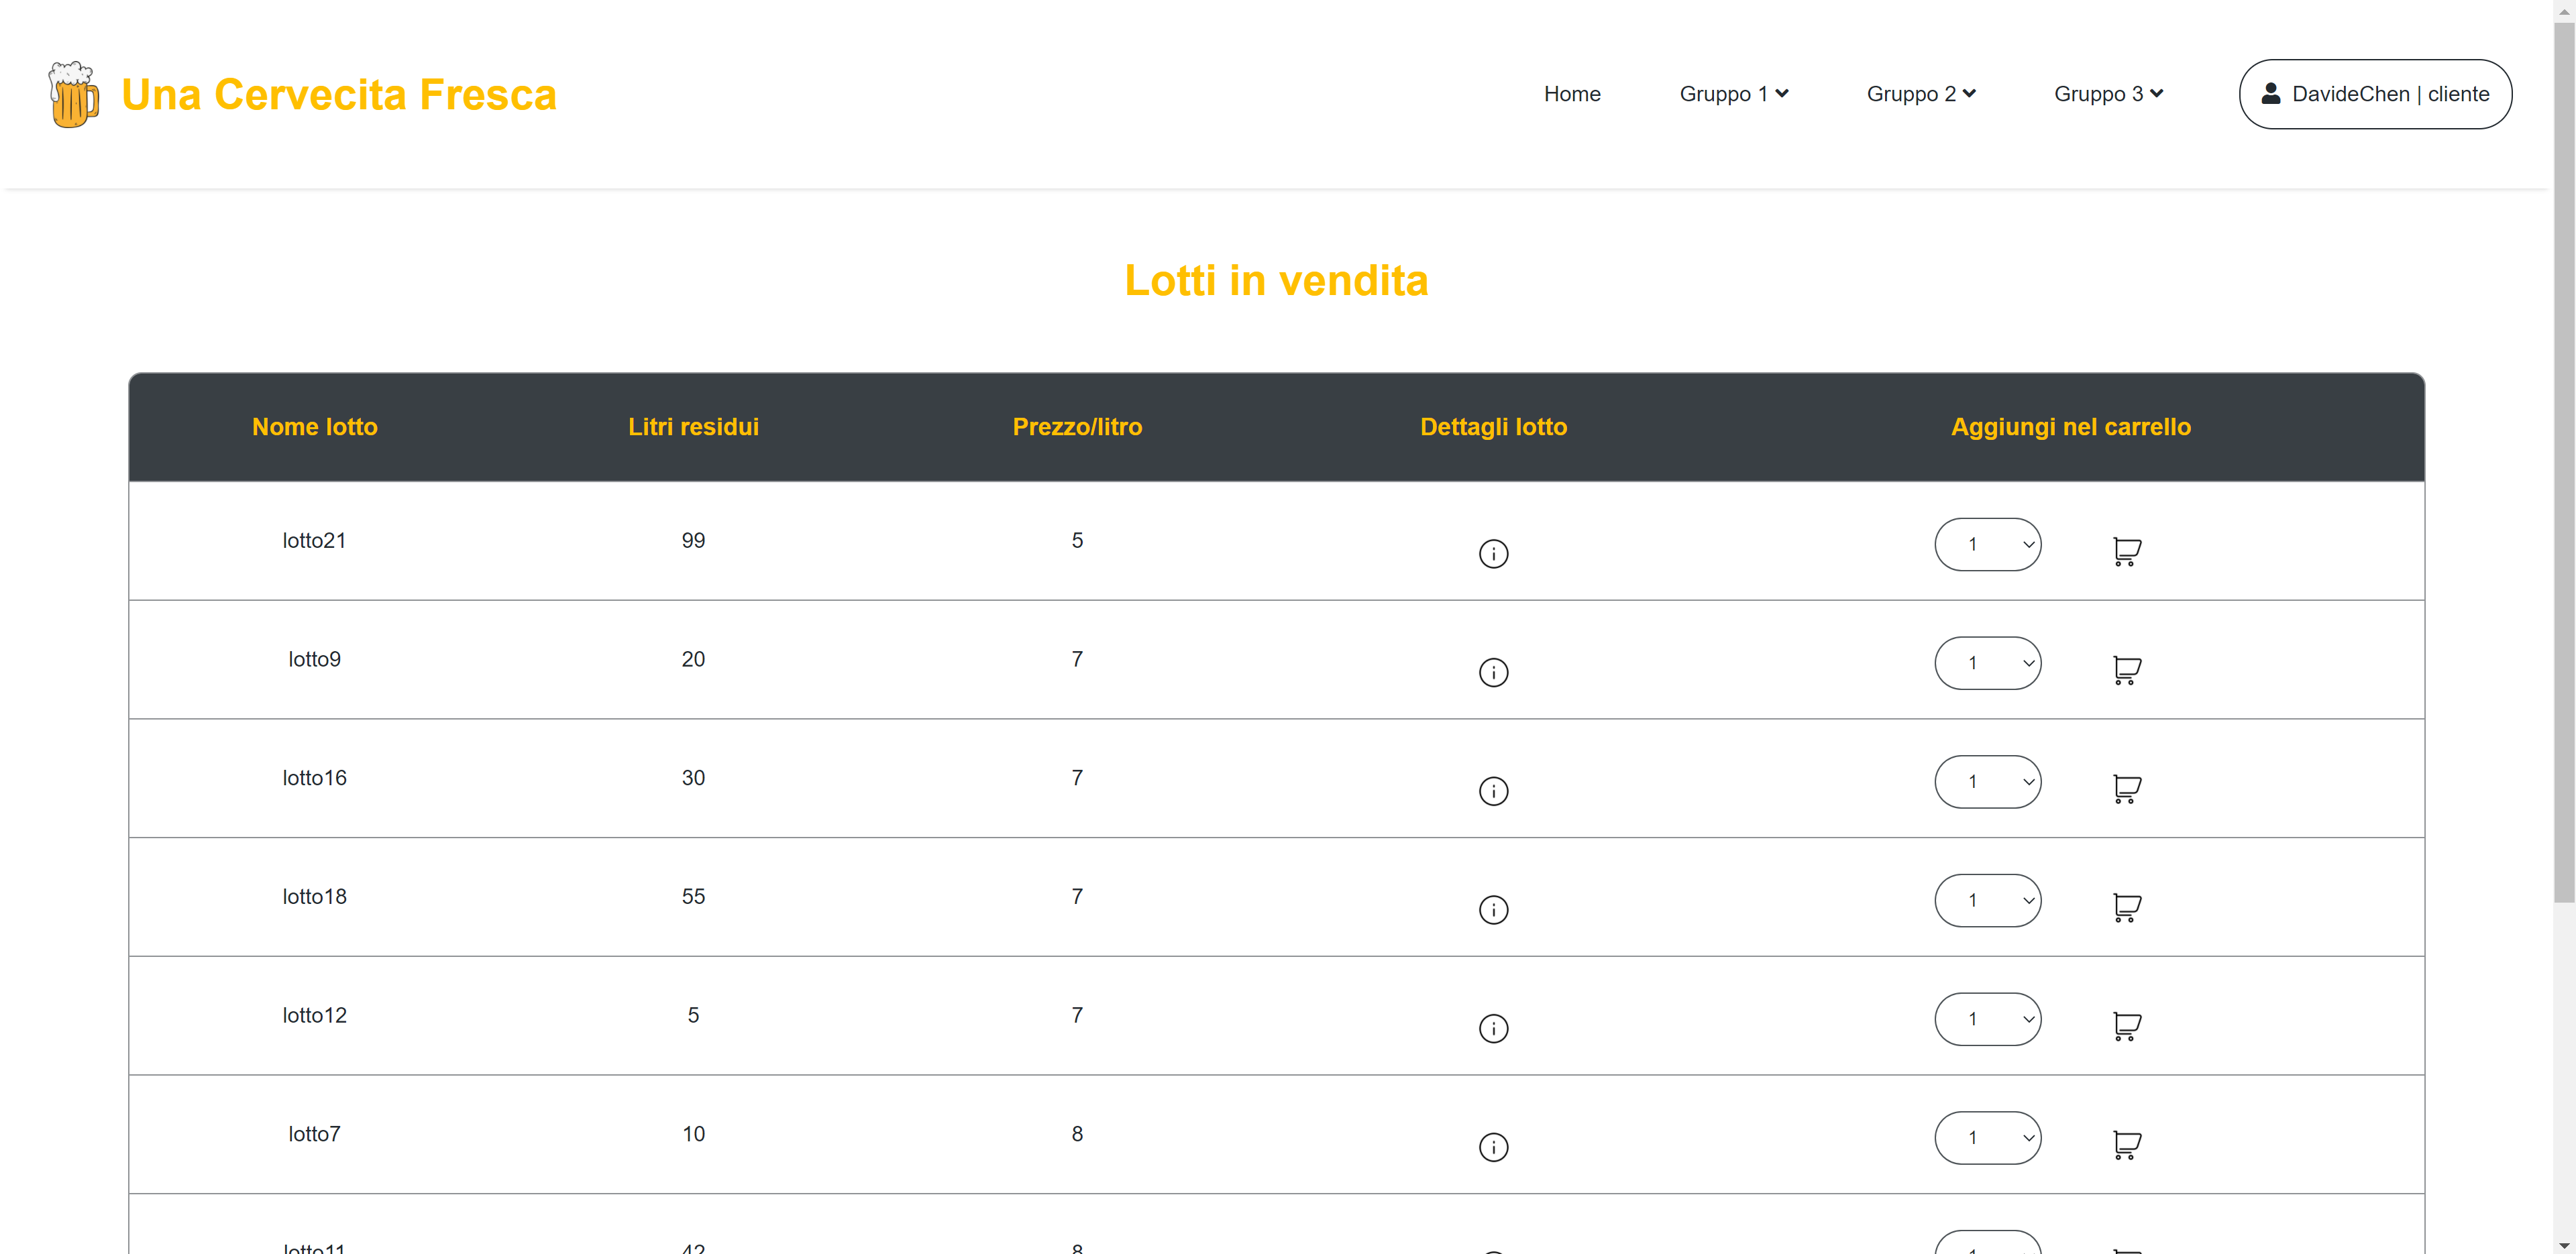 Una Cervecita Fresca Home Gruppo 1 Gruppo 2 Gruppo 3 DavideChen | cliente
Lotti in vendita
Nome lotto Litri residui Prezzo/litro Dettagli lotto Aggiungi nel carrello
lotto21 99 5 1
lotto9 20 7 1
lotto16 30 7 1
lotto18 55 7 1
lotto12 5 7 1
lotto7 10 8 1
lotto11 42 8 1